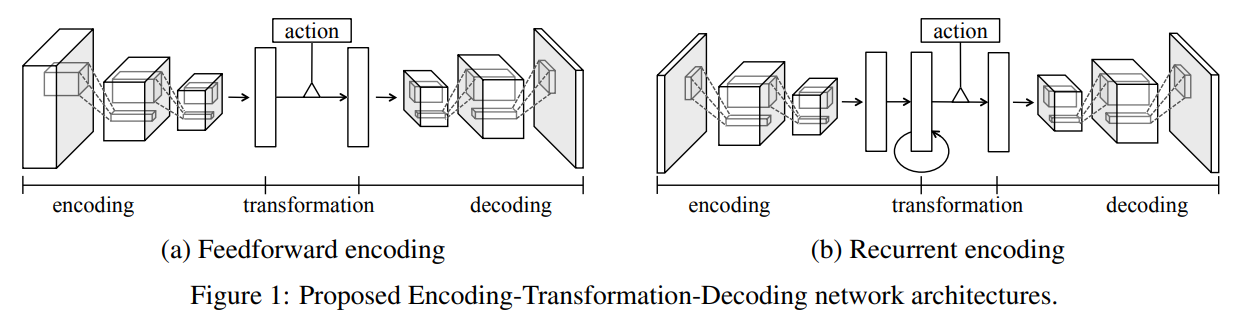 action
action
encoding
transformation
decoding
encoding
transformation
decoding
(a) Feedforward encoding
(b) Recurrent encoding
Figure 1: Proposed Encoding-Transformation-Decoding network architectures.